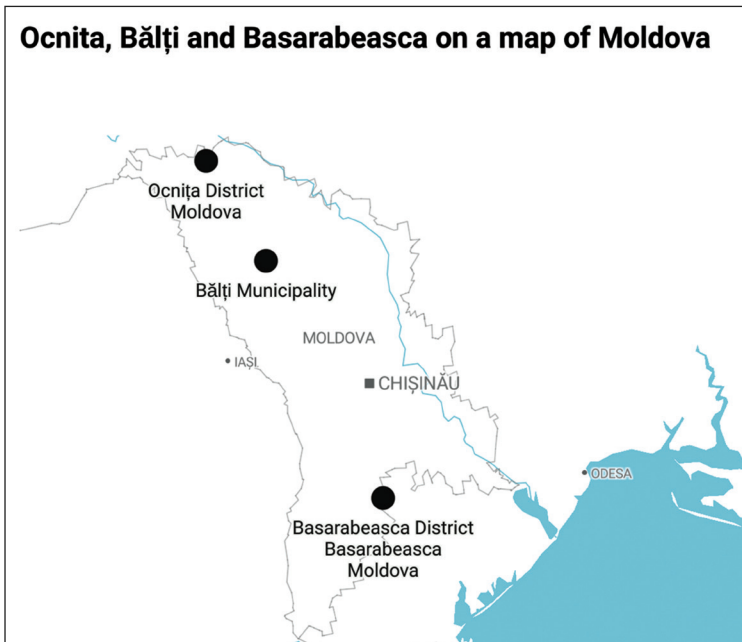 Ocnita, Bălți and Basarabeasca on a map of Moldova
Ocnița District
Moldova
Bălți Municipality
MOLDOVA
IAȘI
CHIȘINĂU
ODESA
Basarabeasca District
Basarabeasca
Moldova